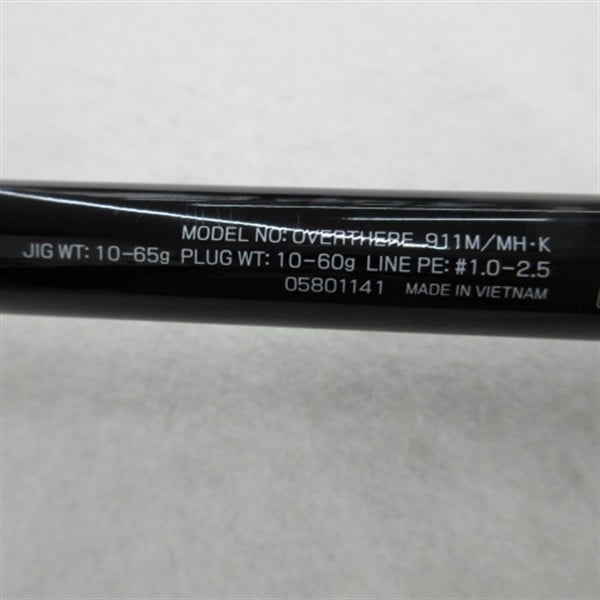 MODEL NO: OVERTHERE 911M/MH·K
JIG WT: 10-65g PLUG WT: 10-60g LINE PE: #1.0-2.5
05801141 MADE IN VIETNAM